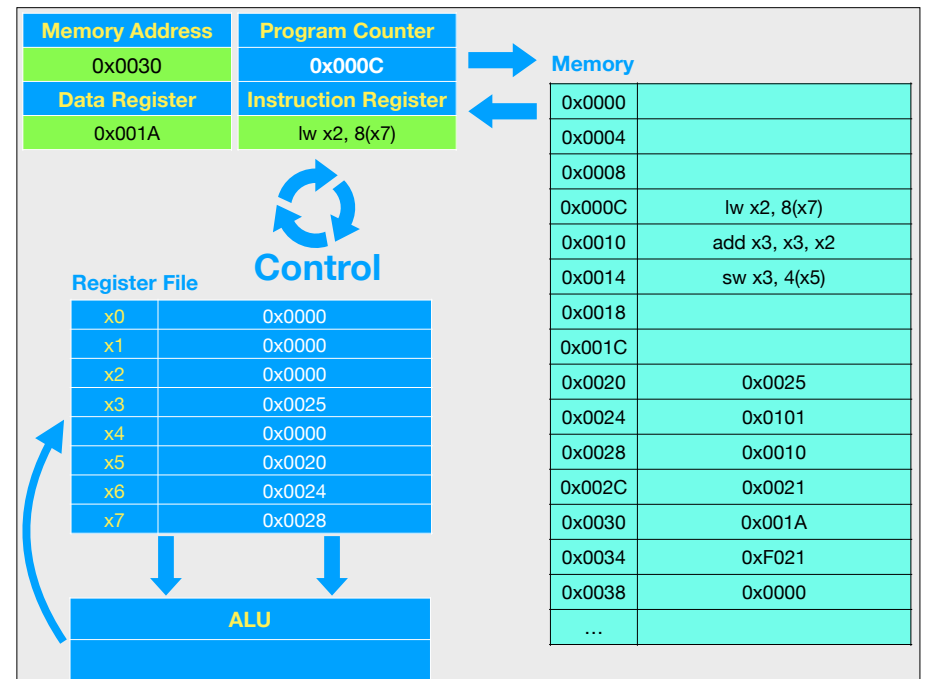 Memory Address Program Counter
0x0030 0x000C
Data Register Instruction Register
0x001A lw x2, 8(x7)
Control
Register File
x0 0x0000
x1 0x0000
x2 0x0000
x3 0x0025
x4 0x0000
x5 0x0020
x6 0x0024
x7 0x0028
ALU
Memory
0x0000
0x0004
0x0008
0x000C lw x2, 8(x7)
0x0010 add x3, x3, x2
0x0014 sw x3, 4(x5)
0x0018
0x001C
0x0020 0x0025
0x0024 0x0101
0x0028 0x0010
0x002C 0x0021
0x0030 0x001A
0x0034 0xF021
0x0038 0x0000
…